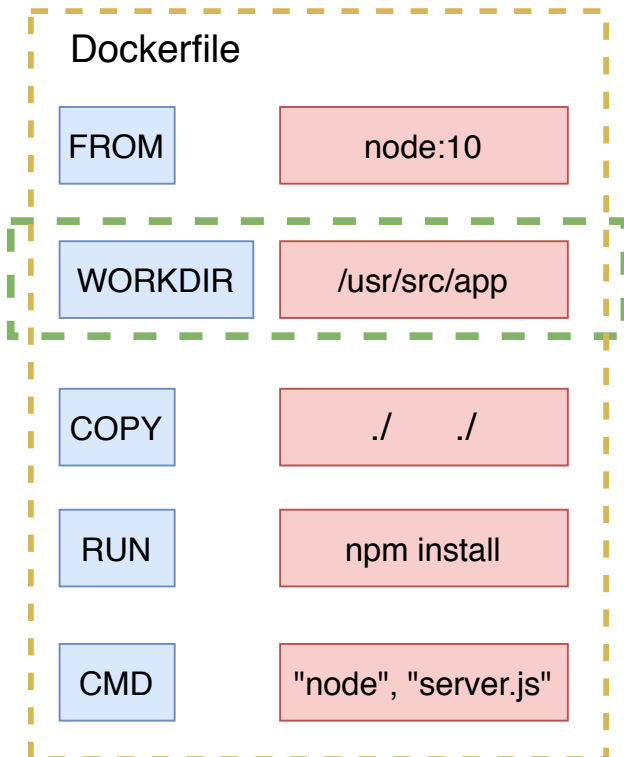 Dockerfile
FROM node:10
WORKDIR /usr/src/app
COPY ./ ./
RUN npm install
CMD "node", "server.js"